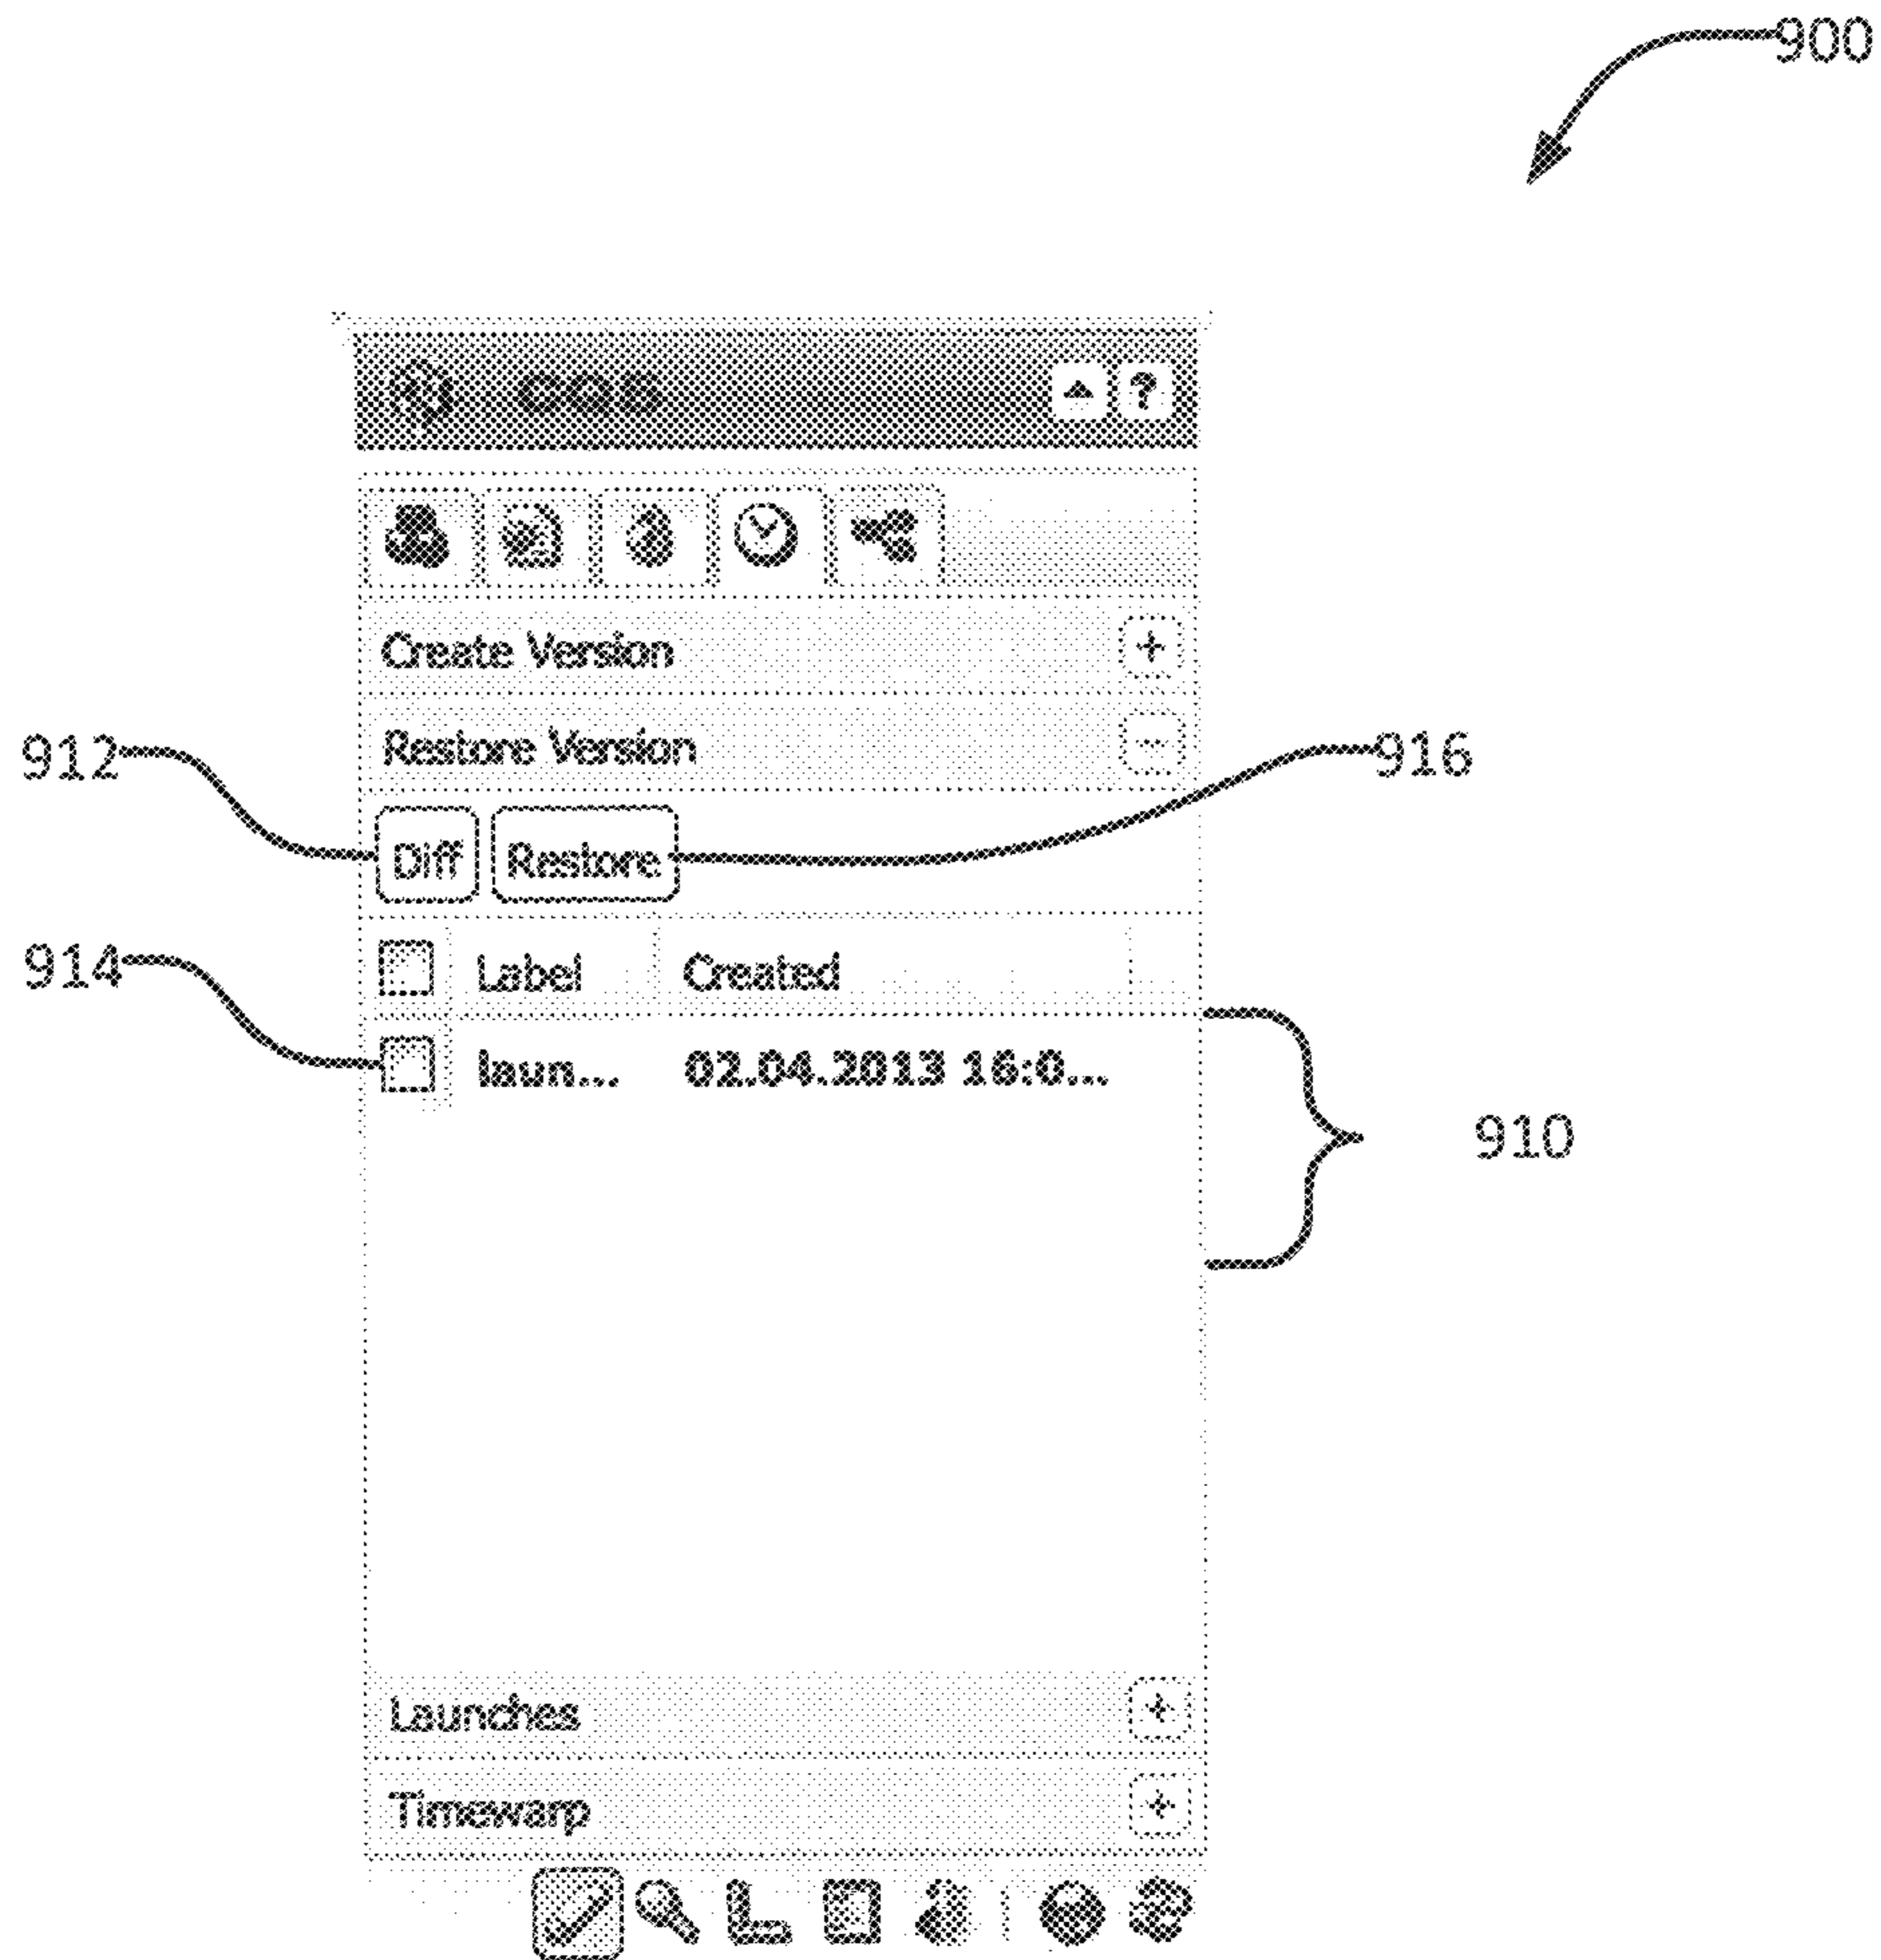 900
CQ5
?
Create Version +
Restore Version -
912
916
Diff Restore
914
Label Created
laun... 02.04.2013 16:0...
910
Launches +
Timewarp +